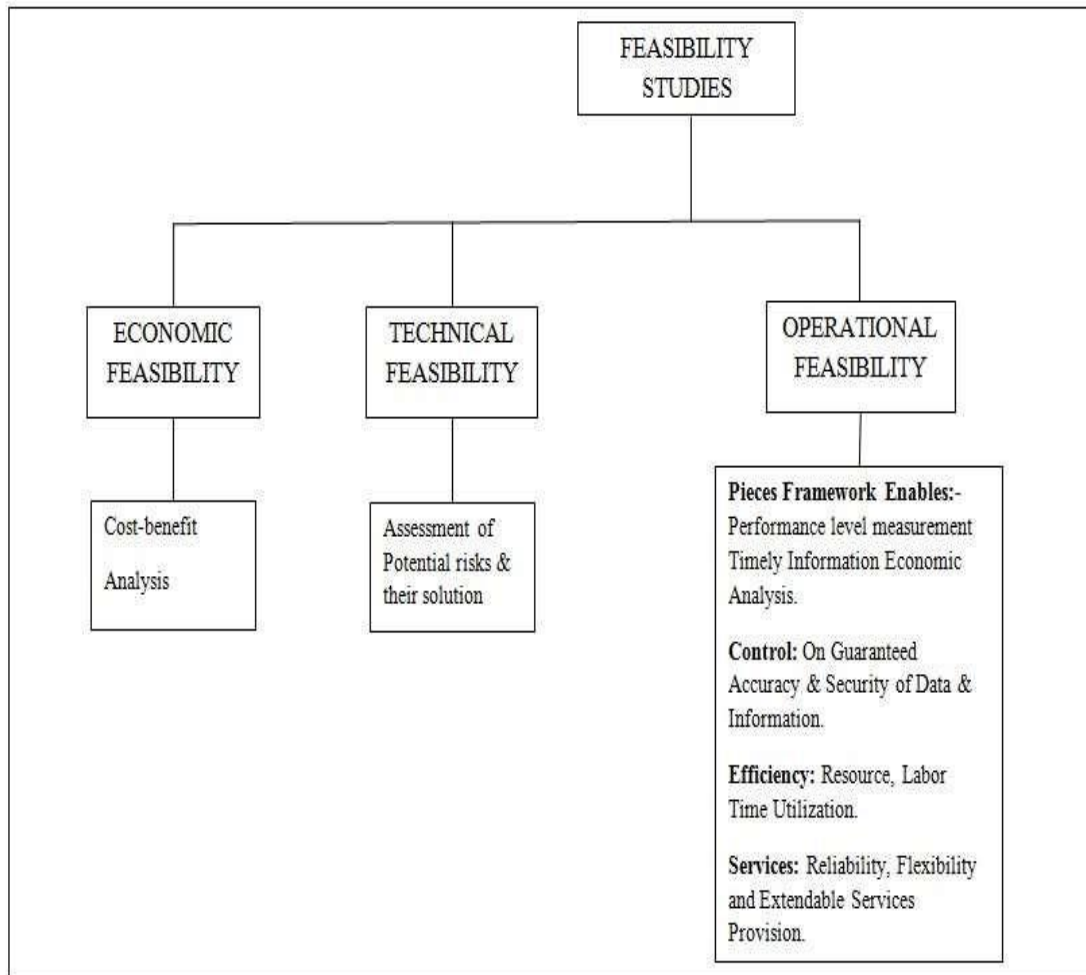 FEASIBILITY
STUDIES
ECONOMIC
FEASIBILITY
TECHNICAL
FEASIBILITY
OPERATIONAL
FEASIBILITY
Cost-benefit
Analysis
Assessment of
Potential risks &
their solution
Pieces Framework Enables:-
Performance level measurement
Timely Information Economic
Analysis.
Control: On Guaranteed
Accuracy & Security of Data &
Information.
Efficiency: Resource, Labor
Time Utilization.
Services: Reliability, Flexibility
and Extendable Services
Provision.